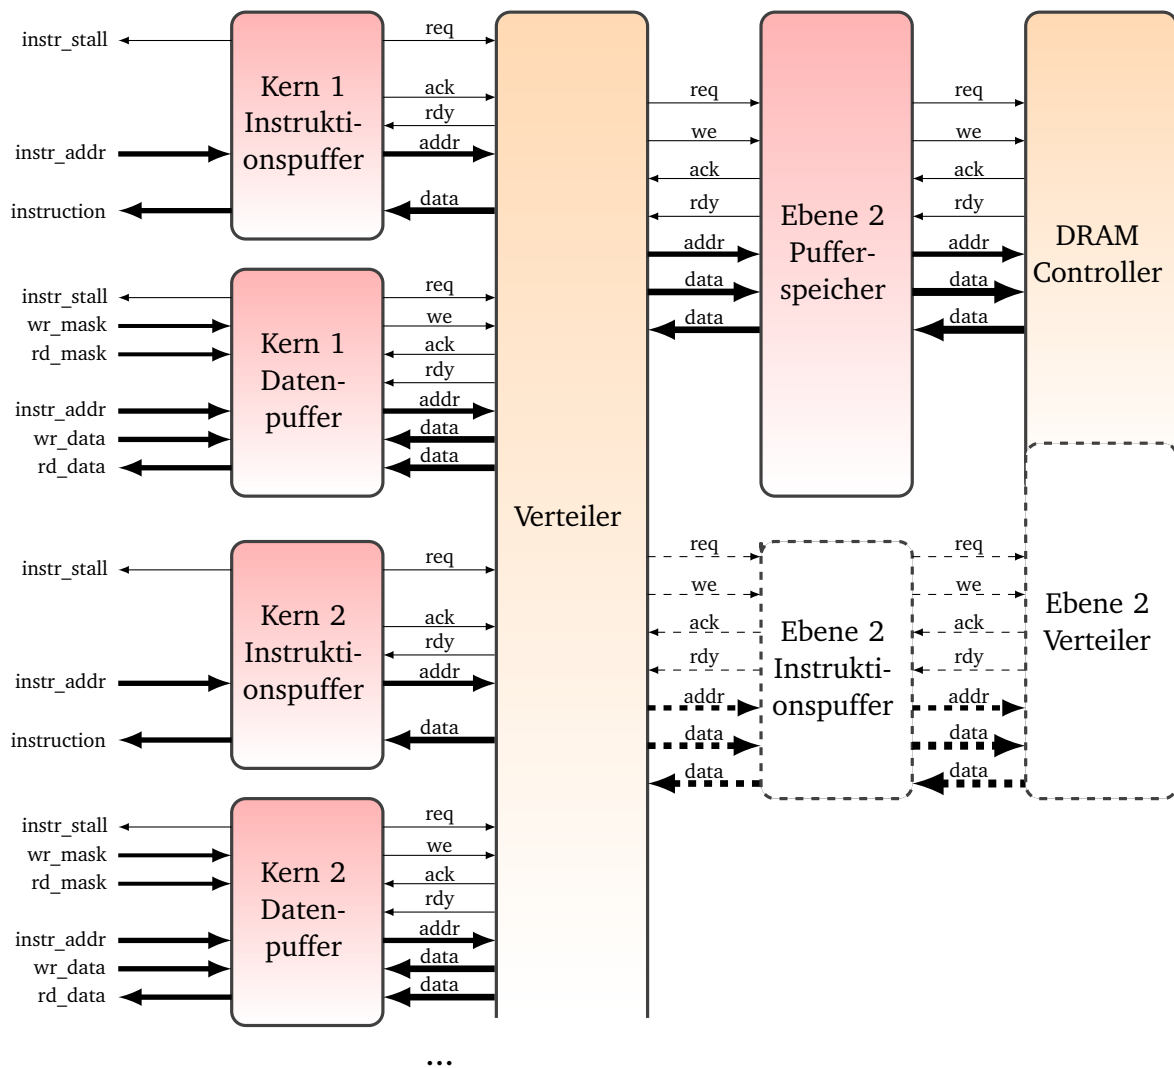 instr_stall
instr_addr
instruction
Kern 1
Instrukti-
onspuffer
req
ack
rdy
addr
data
instr_stall
wr_mask
rd_mask
instr_addr
wr_data
rd_data
Kern 1
Daten-
puffer
req
we
ack
rdy
addr
data
data
instr_stall
instr_addr
instruction
Kern 2
Instrukti-
onspuffer
req
ack
rdy
addr
data
instr_stall
wr_mask
rd_mask
instr_addr
wr_data
rd_data
Kern 2
Daten-
puffer
req
we
ack
rdy
addr
data
data
...
Verteiler
req
we
ack
rdy
addr
data
data
Ebene 2
Puffer-
speicher
req
we
ack
rdy
addr
data
data
DRAM
Controller
req
we
ack
rdy
addr
data
data
Ebene 2
Instrukti-
onspuffer
req
we
ack
rdy
addr
data
data
Ebene 2
Verteiler